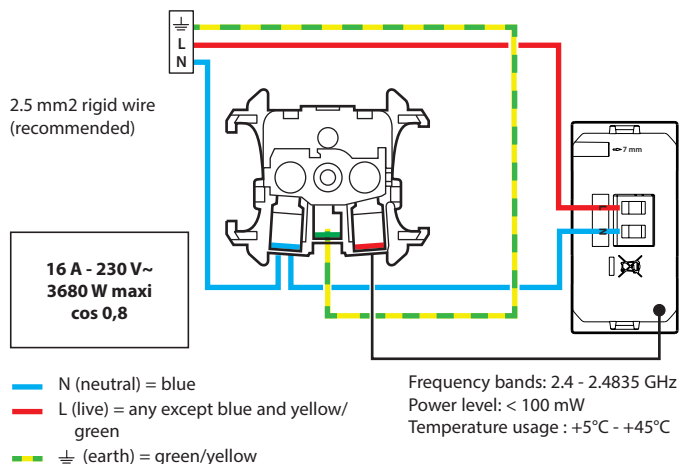 ⏚
L
N
2.5 mm2 rigid wire
(recommended)
7 mm
L
N
16 A - 230 V~
3680 W maxi
cos 0,8
N (neutral) = blue
L (live) = any except blue and yellow/
green
⏚ (earth) = green/yellow
Frequency bands: 2.4 - 2.4835 GHz
Power level: < 100 mW
Temperature usage : +5°C - +45°C